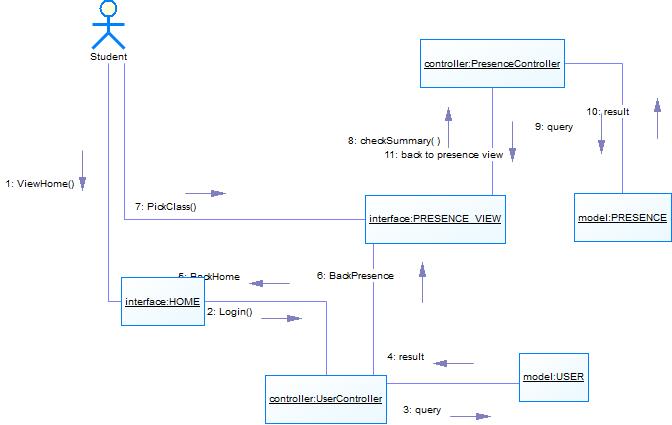 Student
controller:PresenceController
10: result
9: query
8: checkSummary( )
11: back to presence view
1: ViewHome()
7: PickClass()
interface:PRESENCE_VIEW
model:PRESENCE
5: BackHome
6: BackPresence
interface:HOME
2: Login()
4: result
model:USER
controller:UserController
3: query